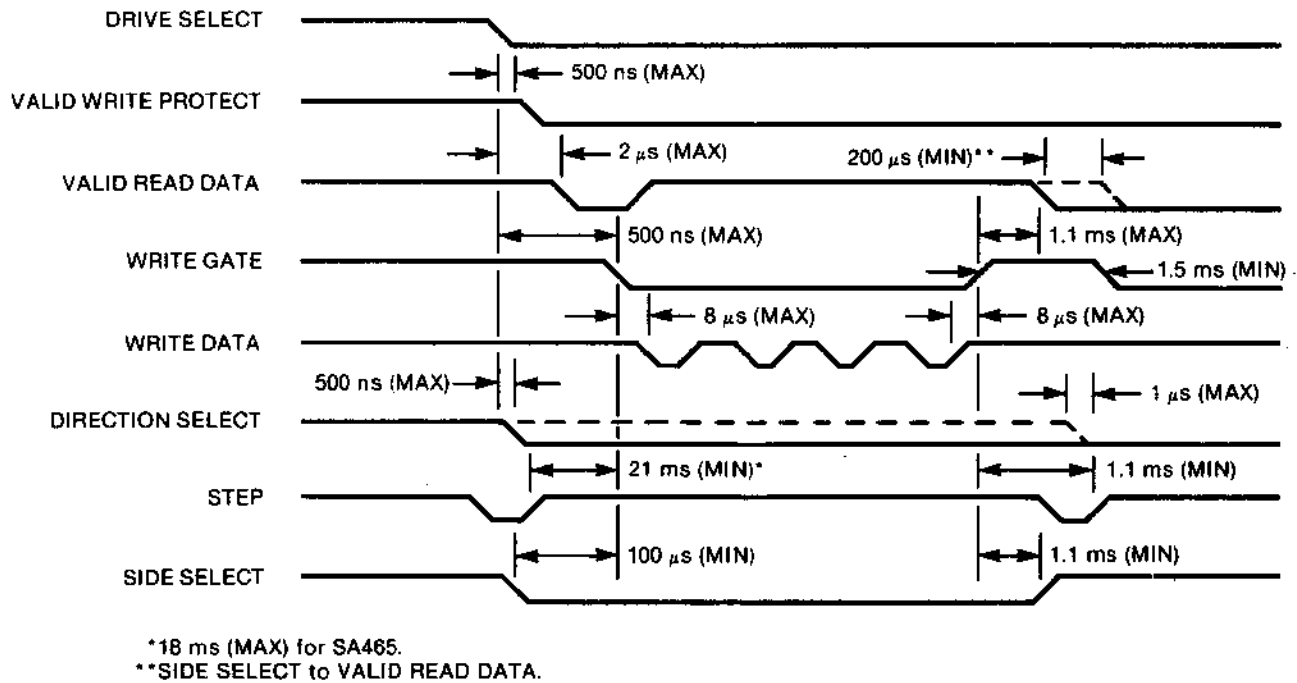 DRIVE SELECT
500 ns (MAX)
VALID WRITE PROTECT
2 μs (MAX)
200 μs (MIN)**
VALID READ DATA
500 ns (MAX)
1.1 ms (MAX)
WRITE GATE
1.5 ms (MIN)
8 μs (MAX)
8 μs (MAX)
WRITE DATA
500 ns (MAX)
1 μs (MAX)
DIRECTION SELECT
21 ms (MIN)*
1.1 ms (MIN)
STEP
100 μs (MIN)
1.1 ms (MIN)
SIDE SELECT
*18 ms (MAX) for SA465.
**SIDE SELECT to VALID READ DATA.